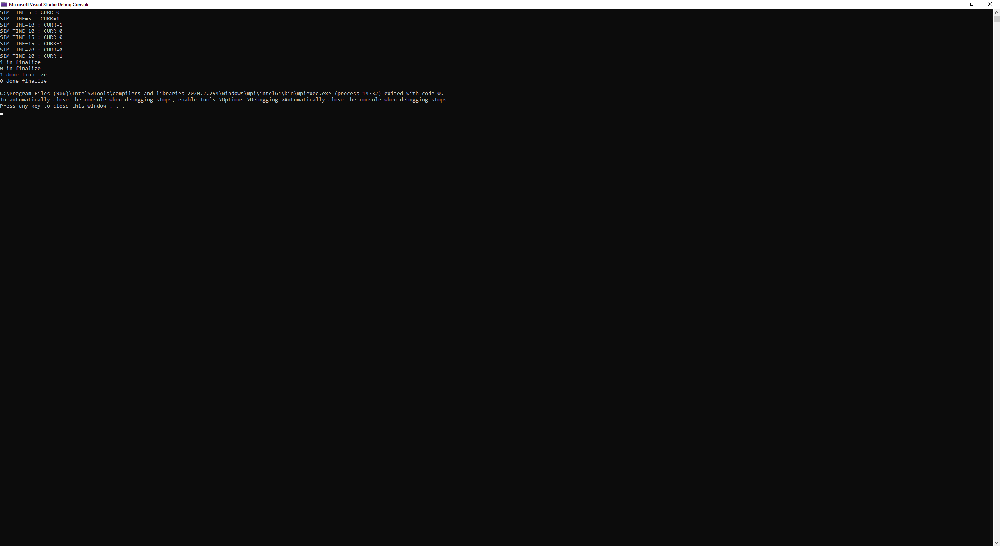 Microsoft Visual Studio Debug Console
SIM TIME=5 : CURR=0
SIM TIME=5 : CURR=1
SIM TIME=10 : CURR=1
SIM TIME=10 : CURR=0
SIM TIME=15 : CURR=0
SIM TIME=15 : CURR=1
SIM TIME=20 : CURR=0
SIM TIME=20 : CURR=1
1 in finalize
0 in finalize
1 done finalize
0 done finalize
C:\Program Files (x86)\IntelSWTools\compilers_and_libraries_2020.2.254\windows\mpi\intel64\bin\mpiexec.exe (process 14332) exited with code 0.
To automatically close the console when debugging stops, enable Tools->Options->Debugging->Automatically close the console when debugging stops.
Press any key to close this window . . .